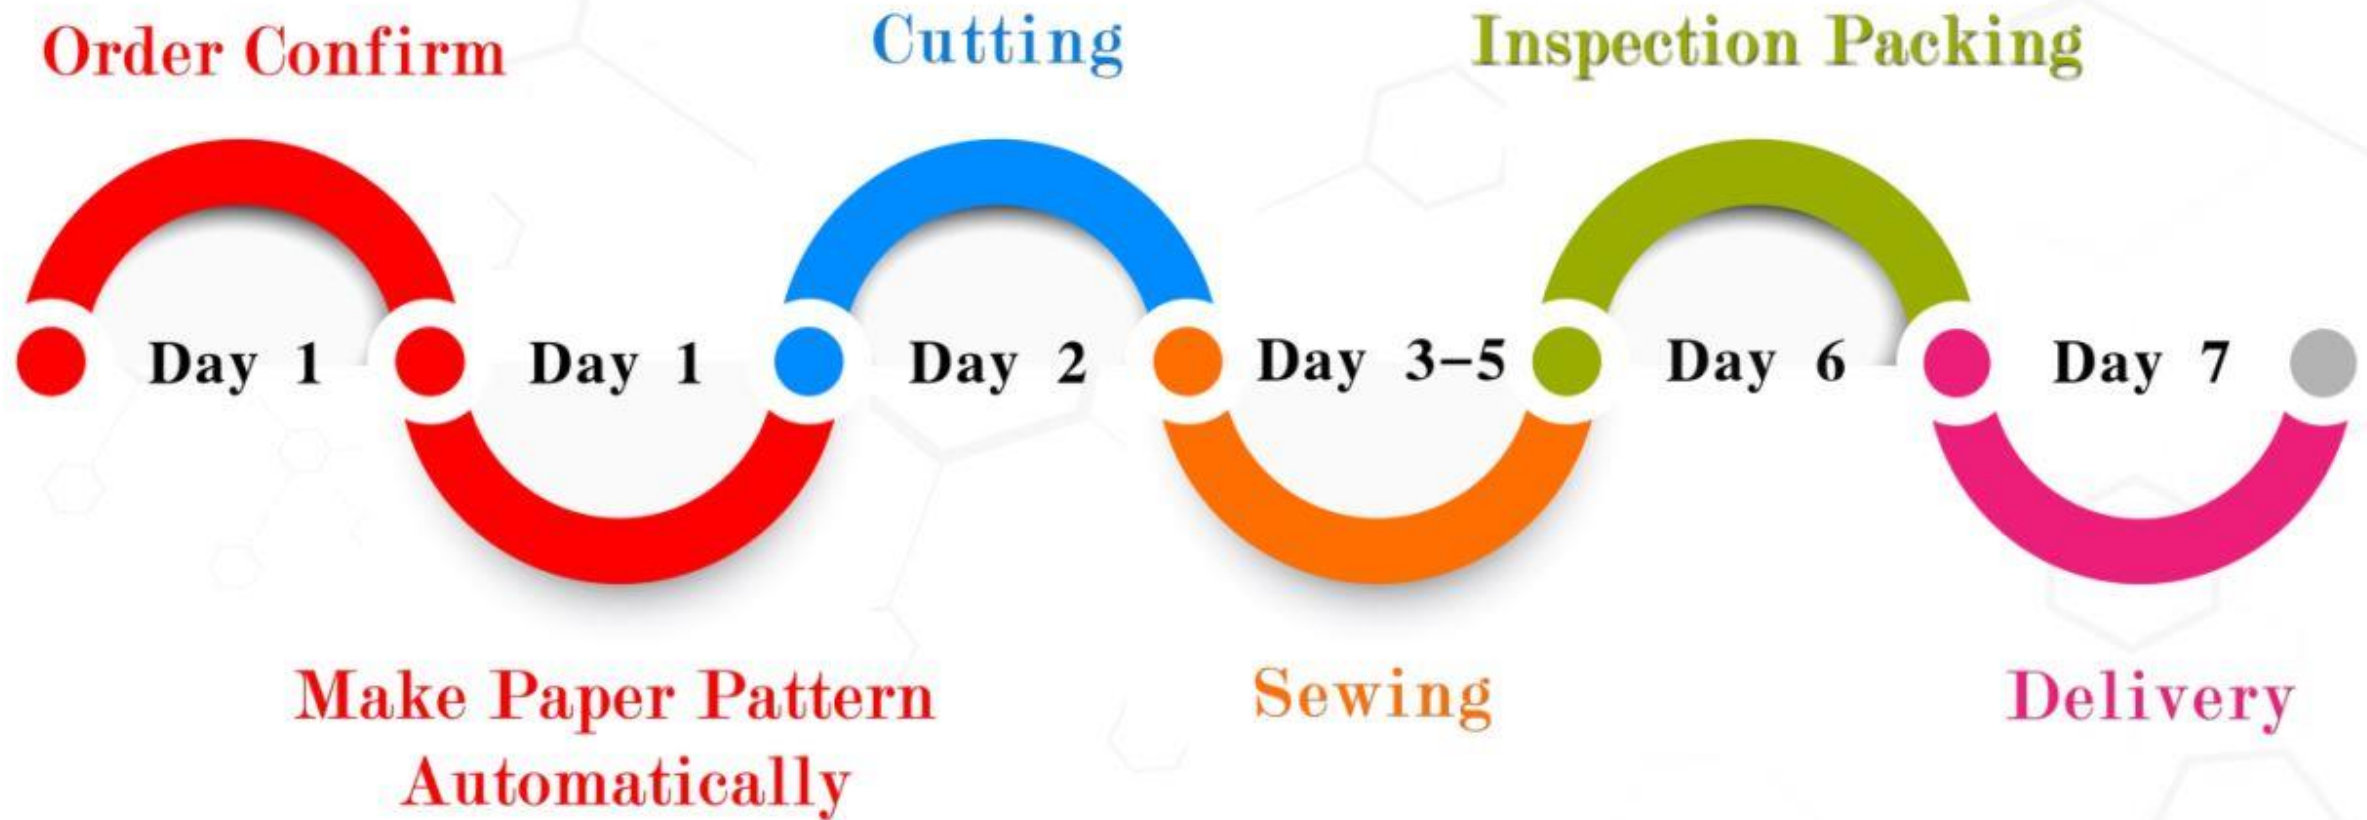 Order Confirm
Cutting
Inspection Packing
Day 1
Day 1
Day 2
Day 3-5
Day 6
Day 7
Make Paper Pattern
Automatically
Sewing
Delivery